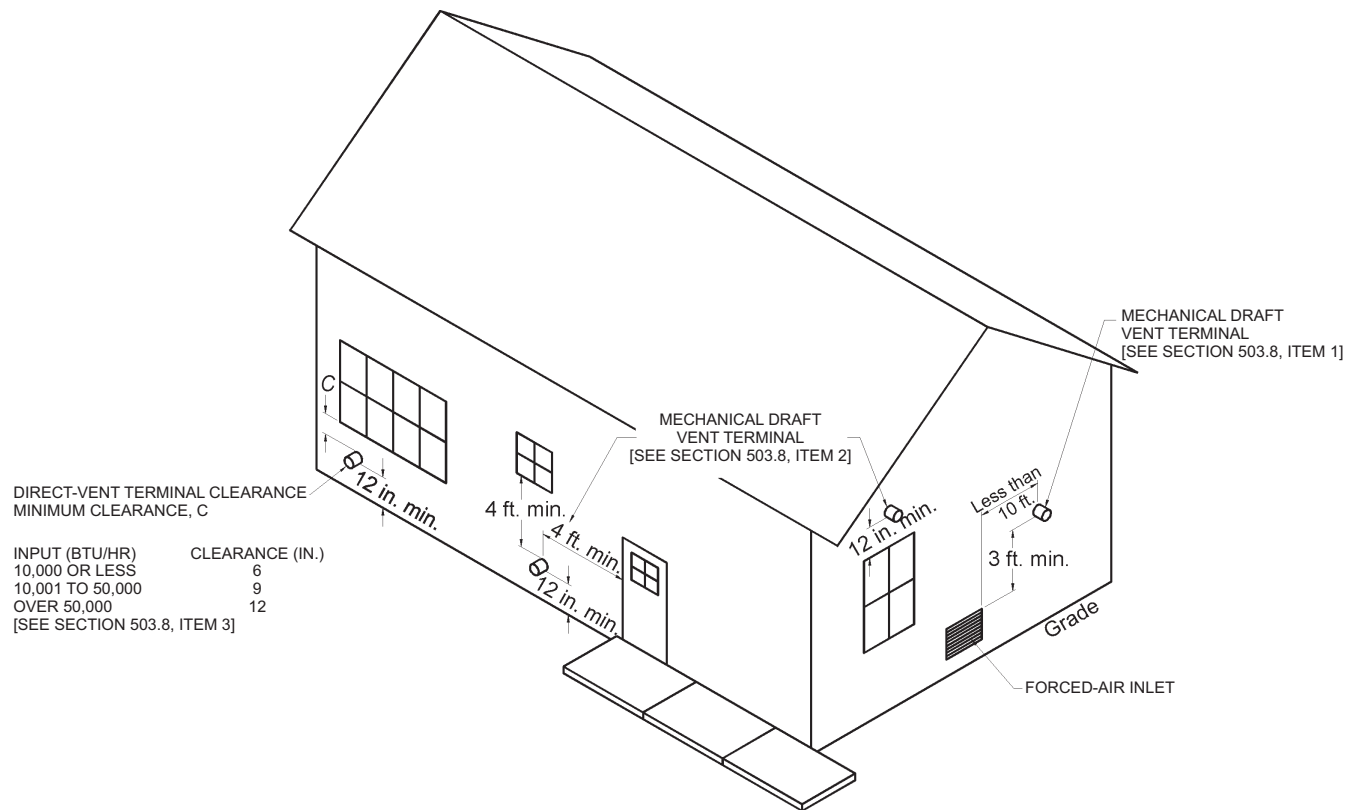 MECHANICAL DRAFT
VENT TERMINAL
[SEE SECTION 503.8, ITEM 1]
MECHANICAL DRAFT
VENT TERMINAL
[SEE SECTION 503.8, ITEM 2]
C
12 in. min.
DIRECT-VENT TERMINAL CLEARANCE
MINIMUM CLEARANCE, C
INPUT (BTU/HR) CLEARANCE (IN.)
10,000 OR LESS 6
10,001 TO 50,000 9
OVER 50,000 12
[SEE SECTION 503.8, ITEM 3]
4 ft. min.
4 ft. min.
12 in. min.
12 in. min.
Less than
10 ft.
3 ft. min.
Grade
FORCED-AIR INLET